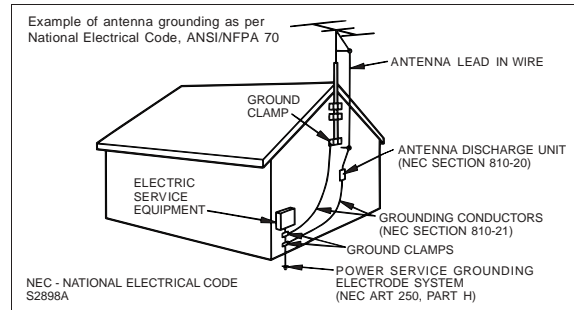 Example of antenna grounding as per
National Electrical Code, ANSI/NFPA 70
ANTENNA LEAD IN WIRE
GROUND
CLAMP
ANTENNA DISCHARGE UNIT
(NEC SECTION 810-20)
ELECTRIC
SERVICE
EQUIPMENT
GROUNDING CONDUCTORS
(NEC SECTION 810-21)
GROUND CLAMPS
POWER SERVICE GROUNDING
ELECTRODE SYSTEM
(NEC ART 250, PART H)
NEC - NATIONAL ELECTRICAL CODE
S2898A